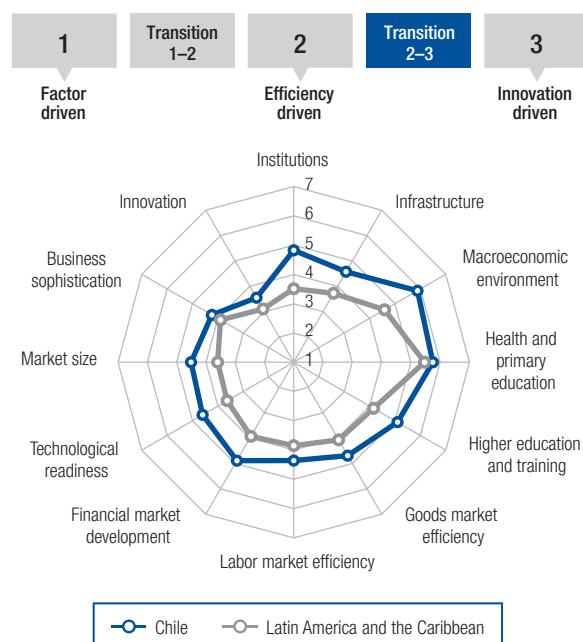 1
Transition
1–2
2
Transition
2–3
3
Factor
driven
Efficiency
driven
Innovation
driven
Institutions
7
Innovation
Infrastructure
6
5
Business
sophistication
Macroeconomic
environment
4
3
2
Market size
1
Health and
primary
education
Technological
readiness
Higher education
and training
Financial market
development
Goods market
efficiency
Labor market efficiency
Chile
Latin America and the Caribbean